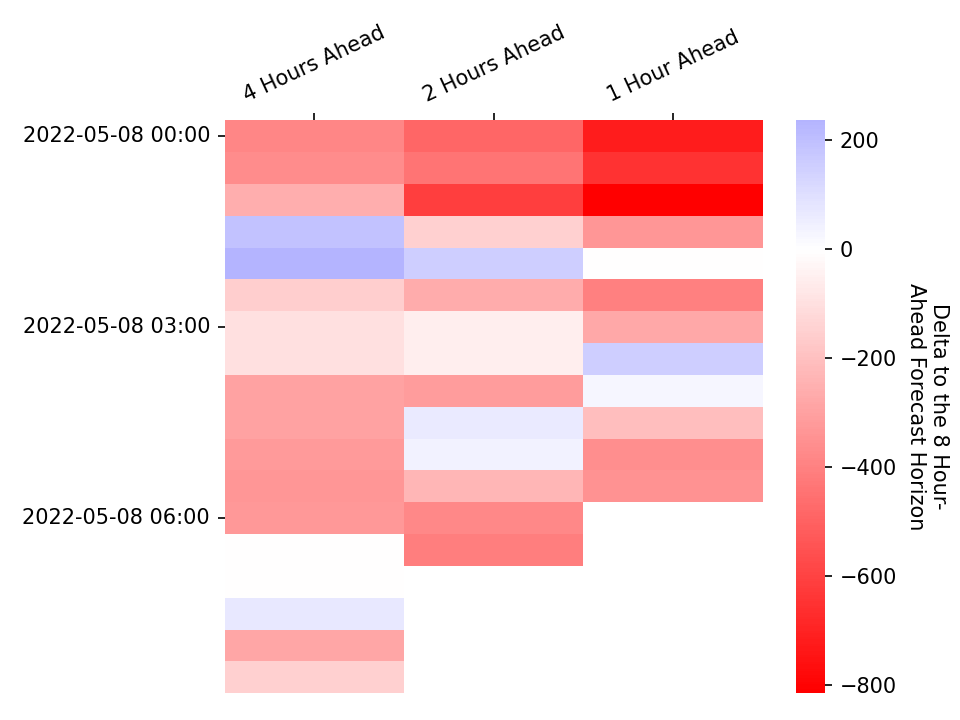 4 Hours Ahead
2 Hours Ahead
1 Hour Ahead
2022-05-08 00:00
2022-05-08 03:00
2022-05-08 06:00
200
0
−200
−400
−600
−800
Delta to the 8 Hour-
Ahead Forecast Horizon